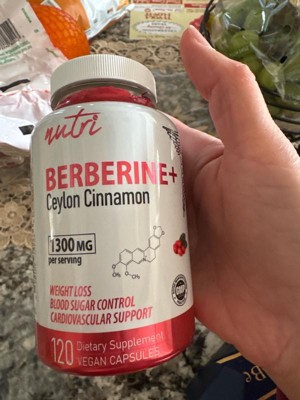 nutri
BERBERINE+
Ceylon Cinnamon
1300 MG
per serving
WEIGHT LOSS
BLOOD SUGAR CONTROL
CARDIOVASCULAR SUPPORT
120 Dietary Supplement
VEGAN CAPSULES